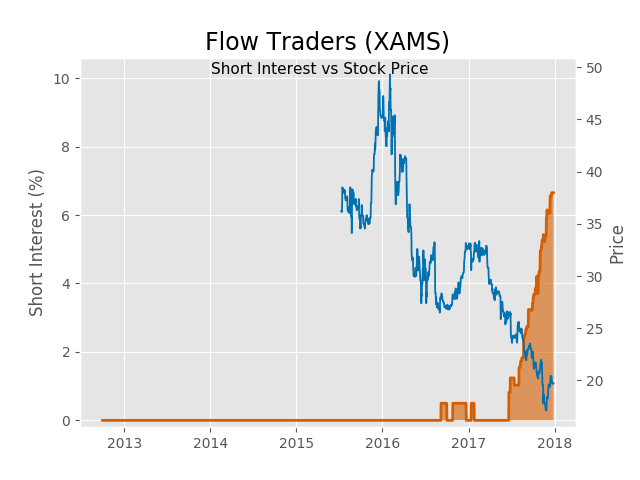 Flow Traders (XAMS)
Short Interest vs Stock Price
10
8
6
4
2
0
Short Interest (%)
50
45
40
35
30
25
20
Price
2013 2014 2015 2016 2017 2018